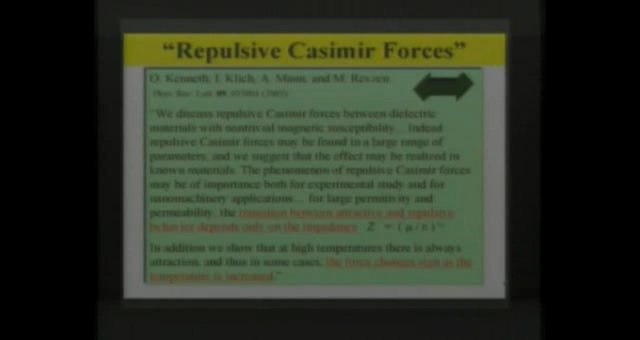 “Repulsive Casimir Forces”
O. Kenneth, I. Klich, A. Mann, and M. Revzen
Phys. Rev. Lett. 89, (2002)
“We discuss repulsive Casimir forces between dielectric
materials with nontrivial magnetic susceptibility... Indeed
repulsive Casimir forces may be found in a large range of
parameters, and we suggest that the effect may be realized in
known materials. The phenomenon of repulsive Casimir forces
may be of importance both for experimental study and for
nanomachinery applications... for large permittivity and
permeability, the transition between attractive and repulsive
behavior depends only on the impedance Z
In addition we show that at high temperatures there is always
attraction, and thus in some cases, the force changes sign as the
temperature is increased.”